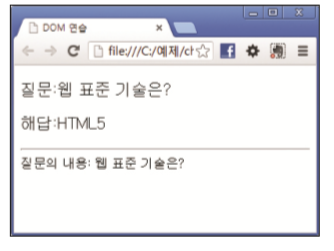 DOM 연습
file:///C:/예제/ch
질문:웹 표준 기술은?
해답:HTML5
질문의 내용: 웹 표준 기술은?